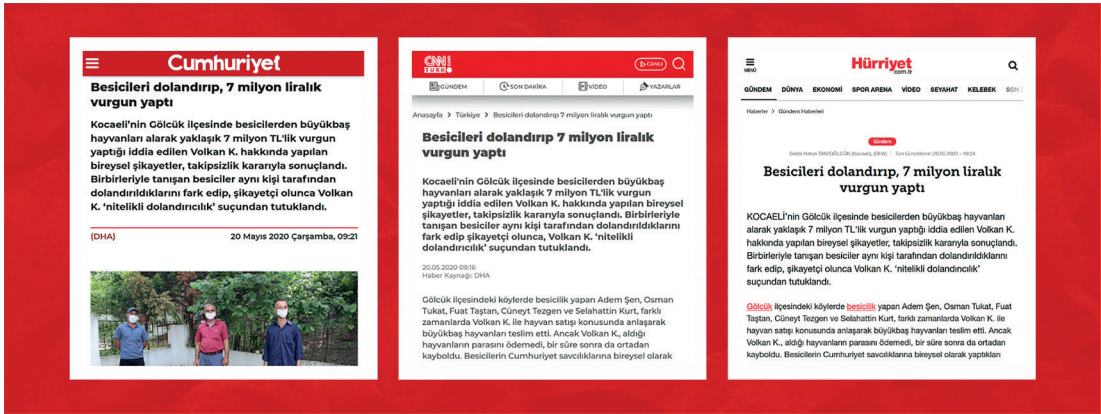 Cumhuriyet
Besicileri dolandırıp, 7 milyon liralık
vurgun yaptı
Kocaeli'nin Gölcük ilçesinde besicilerden büyükbaş
hayvanları alarak yaklaşık 7 milyon TL'lik vurgun
yaptığı iddia edilen Volkan K. hakkında yapılan
bireysel şikayetler, takipsizlik kararıyla sonuçlandı.
Birbirleriyle tanışan besiciler aynı kişi tarafından
dolandırıldıklarını fark edip, şikayetçi olunca Volkan
K. 'nitelikli dolandırıcılık' suçundan tutuklandı.
(DHA) 20 Mayıs 2020 Çarşamba, 09:21
CNN
TÜRK
CANLI
GÜNDEM SON DAKİKA VİDEO YAZARLAR
Anasayfa > Türkiye > Besicileri dolandırıp 7 milyon liralık vurgun yaptı
Besicileri dolandırıp 7 milyon liralık
vurgun yaptı
Kocaeli'nin Gölcük ilçesinde besicilerden büyükbaş
hayvanları alarak yaklaşık 7 milyon TL'lik vurgun
yaptığı iddia edilen Volkan K. hakkında yapılan bireysel
şikayetler, takipsizlik kararıyla sonuçlandı. Birbirleriyle
tanışan besiciler aynı kişi tarafından dolandırıldıklarını
fark edip şikayetçi olunca, Volkan K. 'nitelikli
dolandırıcılık' suçundan tutuklandı.
20.05.2020 09:16
Haber Kaynağı: DHA
Gölcük ilçesindeki köylerde besicilik yapan Adem Şen, Osman
Tukat, Fuat Taştan, Cüneyt Tezgen ve Selahattin Kurt, farklı
zamanlarda Volkan K. ile hayvan satışı konusunda anlaşarak
büyükbaş hayvanları teslim etti. Ancak Volkan K., aldığı
hayvanların parasını ödemedi, bir süre sonra da ortadan
kayboldu. Besicilerin Cumhuriyet savcılıklarına bireysel olarak
MENÜ
Hürriyet
.com.tr
GÜNDEM DÜNYA EKONOMİ SPOR ARENA VİDEO SEYAHAT KELEBEK SON
Haberler > Gündem Haberleri
Gündem
Selda Hatun TAN/GÖLCÜK (Kocaeli), (DHA) | Son Güncelleme: 20.05.2020 - 10:24
Besicileri dolandırıp, 7 milyon liralık
vurgun yaptı
KOCAELİ'nin Gölcük ilçesinde besicilerden büyükbaş hayvanları
alarak yaklaşık 7 milyon TL'lik vurgun yaptığı iddia edilen Volkan K.
hakkında yapılan bireysel şikayetler, takipsizlik kararıyla sonuçlandı.
Birbirleriyle tanışan besiciler aynı kişi tarafından dolandırıldıklarını
fark edip, şikayetçi olunca Volkan K. 'nitelikli dolandırıcılık'
suçundan tutuklandı.
Gölcük ilçesindeki köylerde besicilik yapan Adem Şen, Osman Tukat, Fuat
Taştan, Cüneyt Tezgen ve Selahattin Kurt, farklı zamanlarda Volkan K. ile
hayvan satışı konusunda anlaşarak büyükbaş hayvanları teslim etti. Ancak
Volkan K., aldığı hayvanların parasını ödemedi, bir süre sonra da ortadan
kayboldu. Besicilerin Cumhuriyet savcılıklarına bireysel olarak yaptıkları